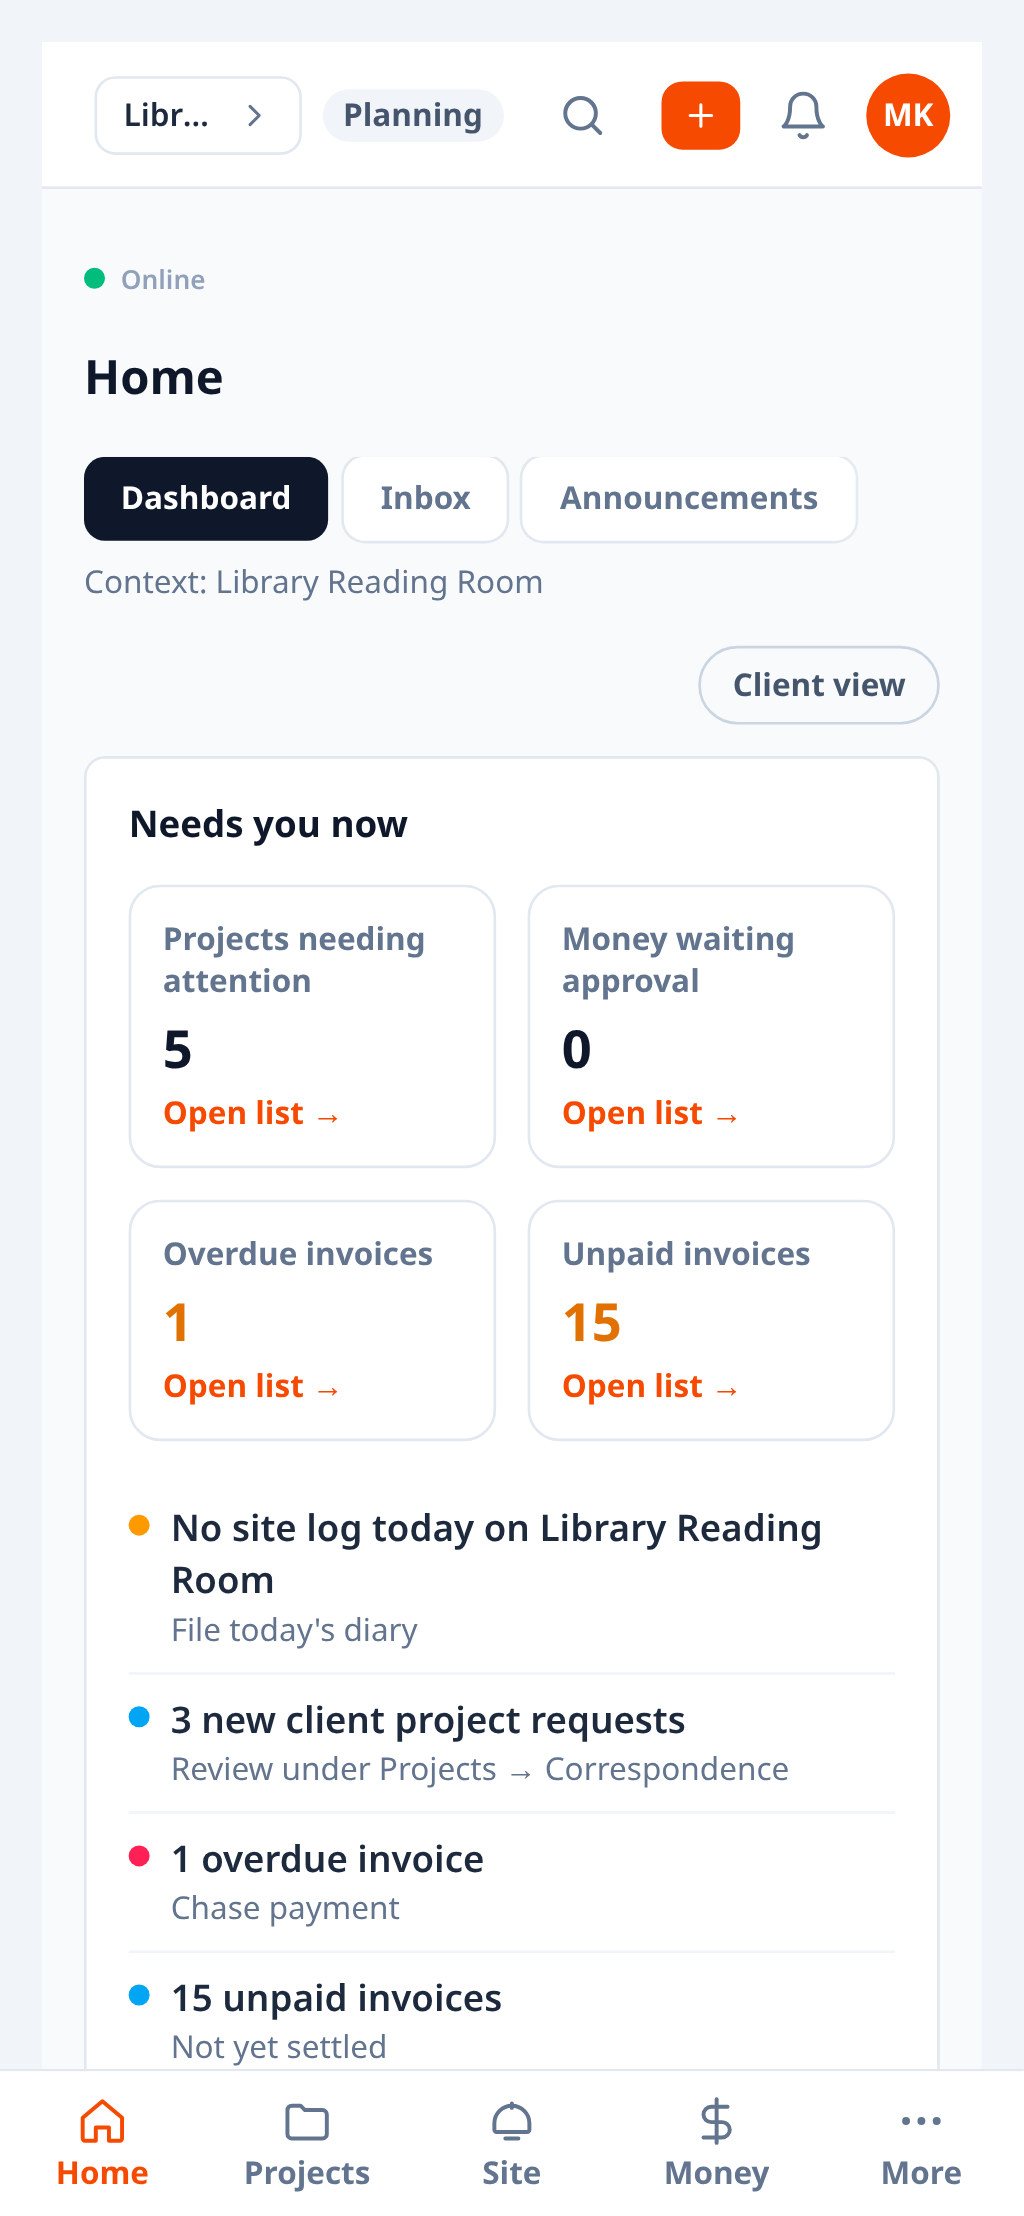 Libr...
Planning
MK
Online
Home
Dashboard
Inbox
Announcements
Context: Library Reading Room
Client view
Needs you now
Projects needing
attention
5
Open list →
Money waiting
approval
0
Open list →
Overdue invoices
1
Open list →
Unpaid invoices
15
Open list →
No site log today on Library Reading
Room
File today's diary
3 new client project requests
Review under Projects → Correspondence
1 overdue invoice
Chase payment
15 unpaid invoices
Not yet settled
Home
Projects
Site
Money
More